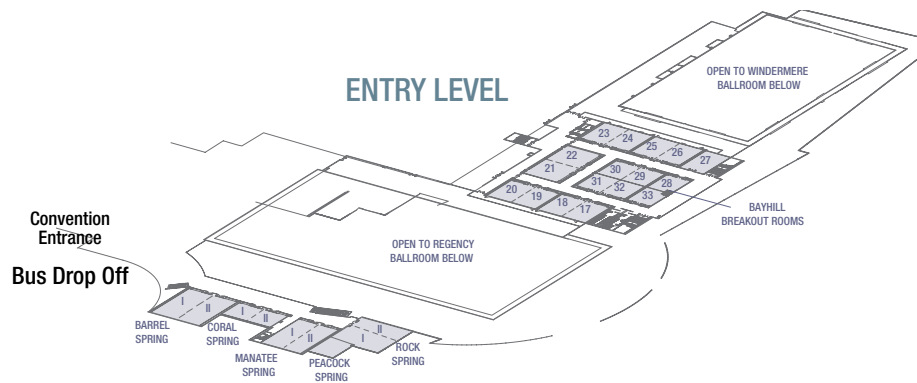 ENTRY LEVEL
OPEN TO WINDERMERE
BALLROOM BELOW
23 24 25 26 27
22
21
30 29 28
31 32 33
20 19 18 17
BAYHILL
BREAKOUT ROOMS
Convention
Entrance
Bus Drop Off
OPEN TO REGENCY
BALLROOM BELOW
I II I II I II I II
BARREL
SPRING
CORAL
SPRING
MANATEE
SPRING
PEACOCK
SPRING
ROCK
SPRING